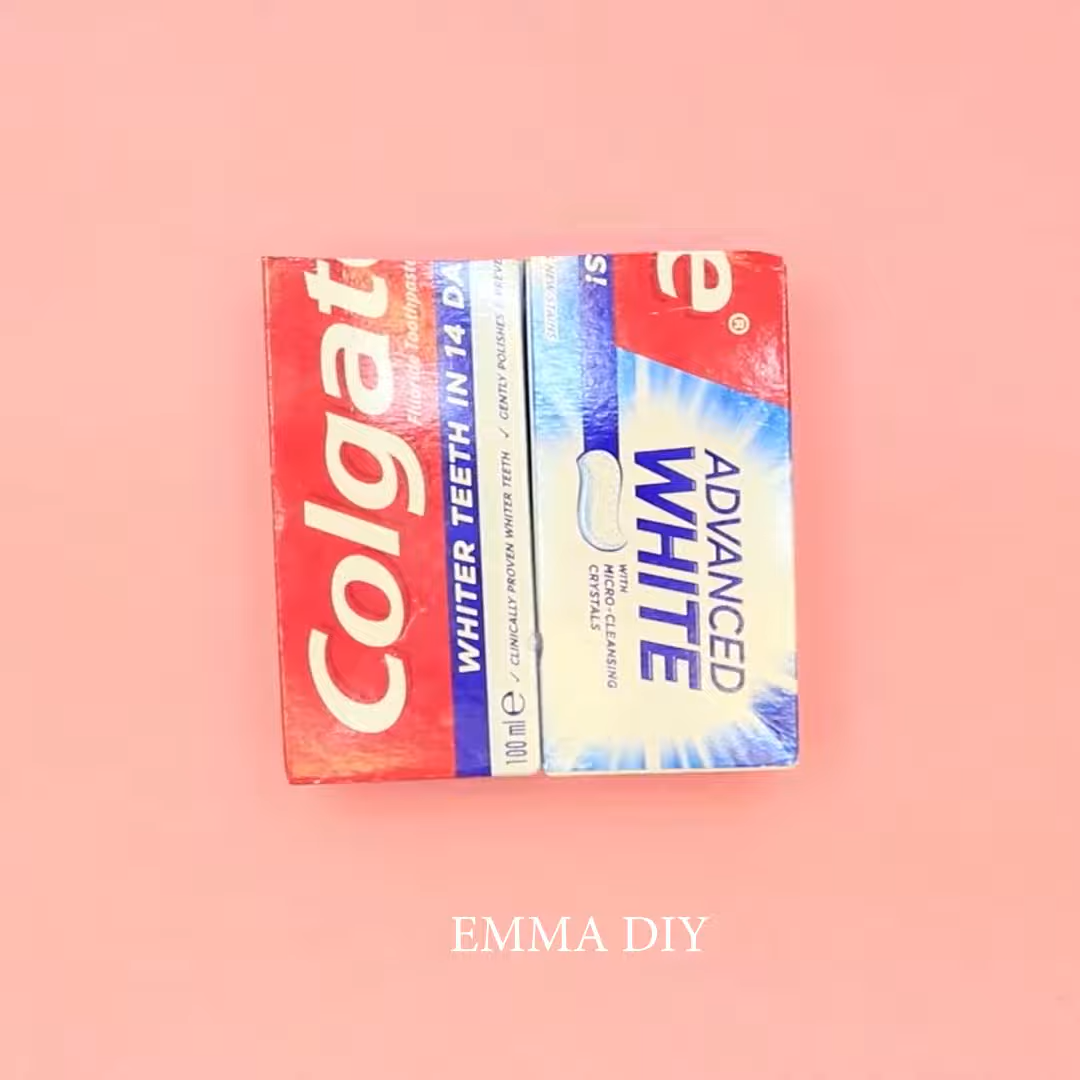 Colgat
Fluoride Toothpaste
WHITER TEETH IN 14 DA
✓ CLINICALLY PROVEN WHITER TEETH ✓ GENTLY POLISHES ✓ PREVE
100 ml e
e®
ADVANCED
WHITE
WITH
MICRO-CLEANSING
CRYSTALS
EMMA DIY